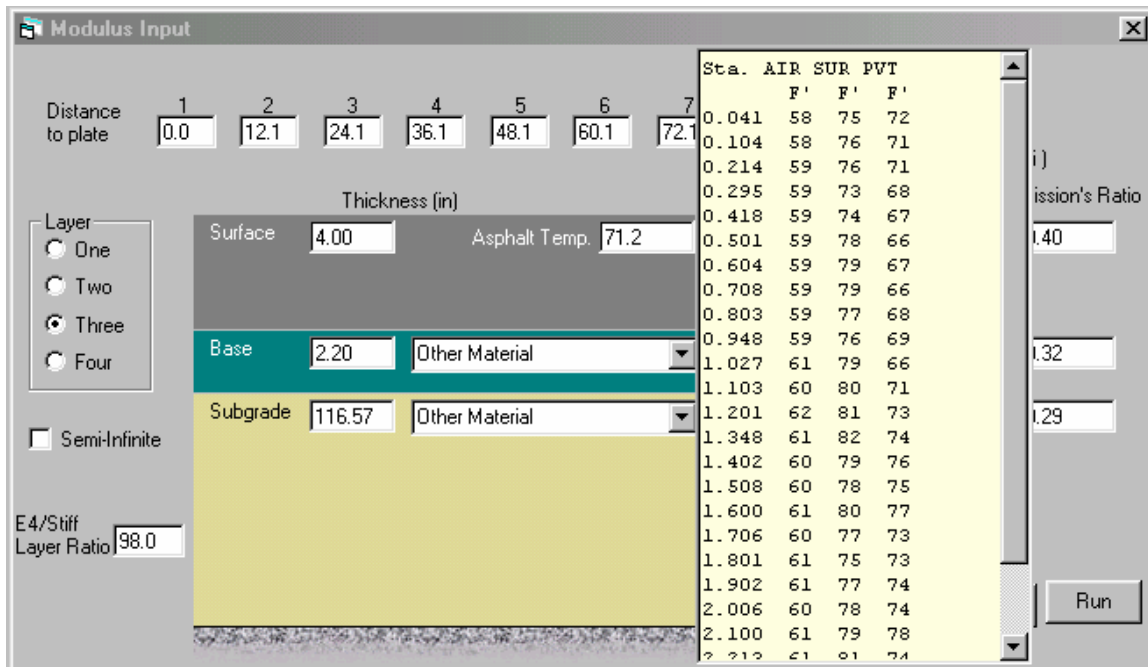 Modulus Input
Distance to plate
1 2 3 4 5 6 7
0.0 12.1 24.1 36.1 48.1 60.1 72.1
Thickness (in)
Layer
One
Two
Three
Four
Semi-Infinite
E4/Stiff
Layer Ratio 98.0
Surface 4.00 Asphalt Temp. 71.2
Base 2.20 Other Material
Subgrade 116.57 Other Material
Sta. AIR SUR PVT
F' F' F'
0.041 58 75 72
0.104 58 76 71
0.214 59 76 71
0.295 59 73 68
0.418 59 74 67
0.501 59 78 66
0.604 59 79 67
0.708 59 79 66
0.803 59 77 68
0.948 59 76 69
1.027 61 79 66
1.103 60 80 71
1.201 62 81 73
1.348 61 82 74
1.402 60 79 76
1.508 60 78 75
1.600 61 80 77
1.706 60 77 73
1.801 61 75 73
1.902 61 77 74
2.006 60 78 74
2.100 61 79 78
i )
ission's Ratio
.40
.32
.29
Run